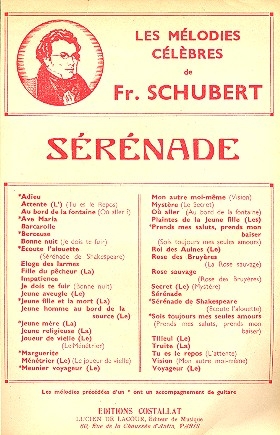 LES MÉLODIES
CÉLÈBRES
de
Fr. SCHUBERT
SÉRÉNADE
*Adieu
Attente (L') (Tu es le Repos)
Au bord de la fontaine (Où aller ?)
*Ave Maria
Barcarolle
*Berceuse
Bonne nuit (Je dois te fuir)
*Ecoute l'alouette
(Sérénade de Shakespeare)
Eloge des larmes
Fille du pêcheur (La)
Impatience
Je dois te fuir (Bonne nuit)
Jeune aveugle (Le)
*Jeune fille et la mort (La)
Jeune homme au bord de la
source (Le)
*Jeune mère (La)
Jeune religieuse (La)
Joueur de vielle (Le)
(Le Ménétrier)
*Marguerite
Ménétrier (Le) (Le joueur de vielle)
*Meunier voyageur (Le)
Mon autre moi-même (Vision)
Mystère (Le Secret)
Où aller (Au bord de la fontaine)
Plaintes de la Jeune fille (Les)
*Prends mes saluts, prends mon
baiser
(Sois toujours mes seules amours)
Roi des Aulnes (Le)
Rose des Bruyères
(La Rose sauvage)
Rose sauvage
(Rose des Bruyères)
Secret (Le) (Mystère)
Sérénade
*Sérénade de Shakespeare
(Ecoute l'alouette)
*Sois toujours mes seules amours
(Prends mes saluts, prends mon
baiser)
Tilleul (Le)
Truite (La)
Tu es le repos (L'attente)
Vision (Mon autre moi-même)
Voyageur (Le)
Les mélodies précédées d'un * ont un accompagnement de guitare
EDITIONS COSTALLAT
LUCIEN DE LACOUR, Editeur de Musique
60, Rue de la Chaussée d'Antin, PARIS